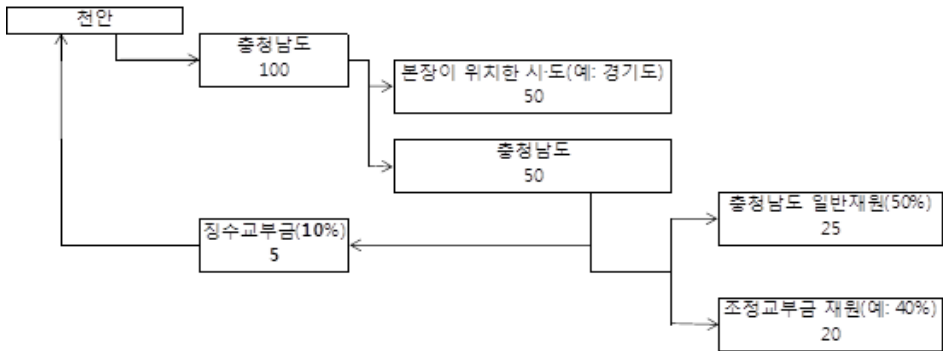 천안
충청남도
100
본장이 위치한 시·도(예: 경기도)
50
충청남도
50
징수교부금(10%)
5
충청남도 일반재원(50%)
25
조정교부금 재원(예: 40%)
20